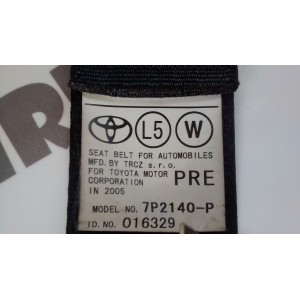 L5 W
SEAT BELT FOR AUTOMOBILES
MFD. BY TRCZ s.r.o.
FOR TOYOTA MOTOR
CORPORATION PRE
IN 2005
MODEL NO. 7P2140-P
ID. NO. 016329